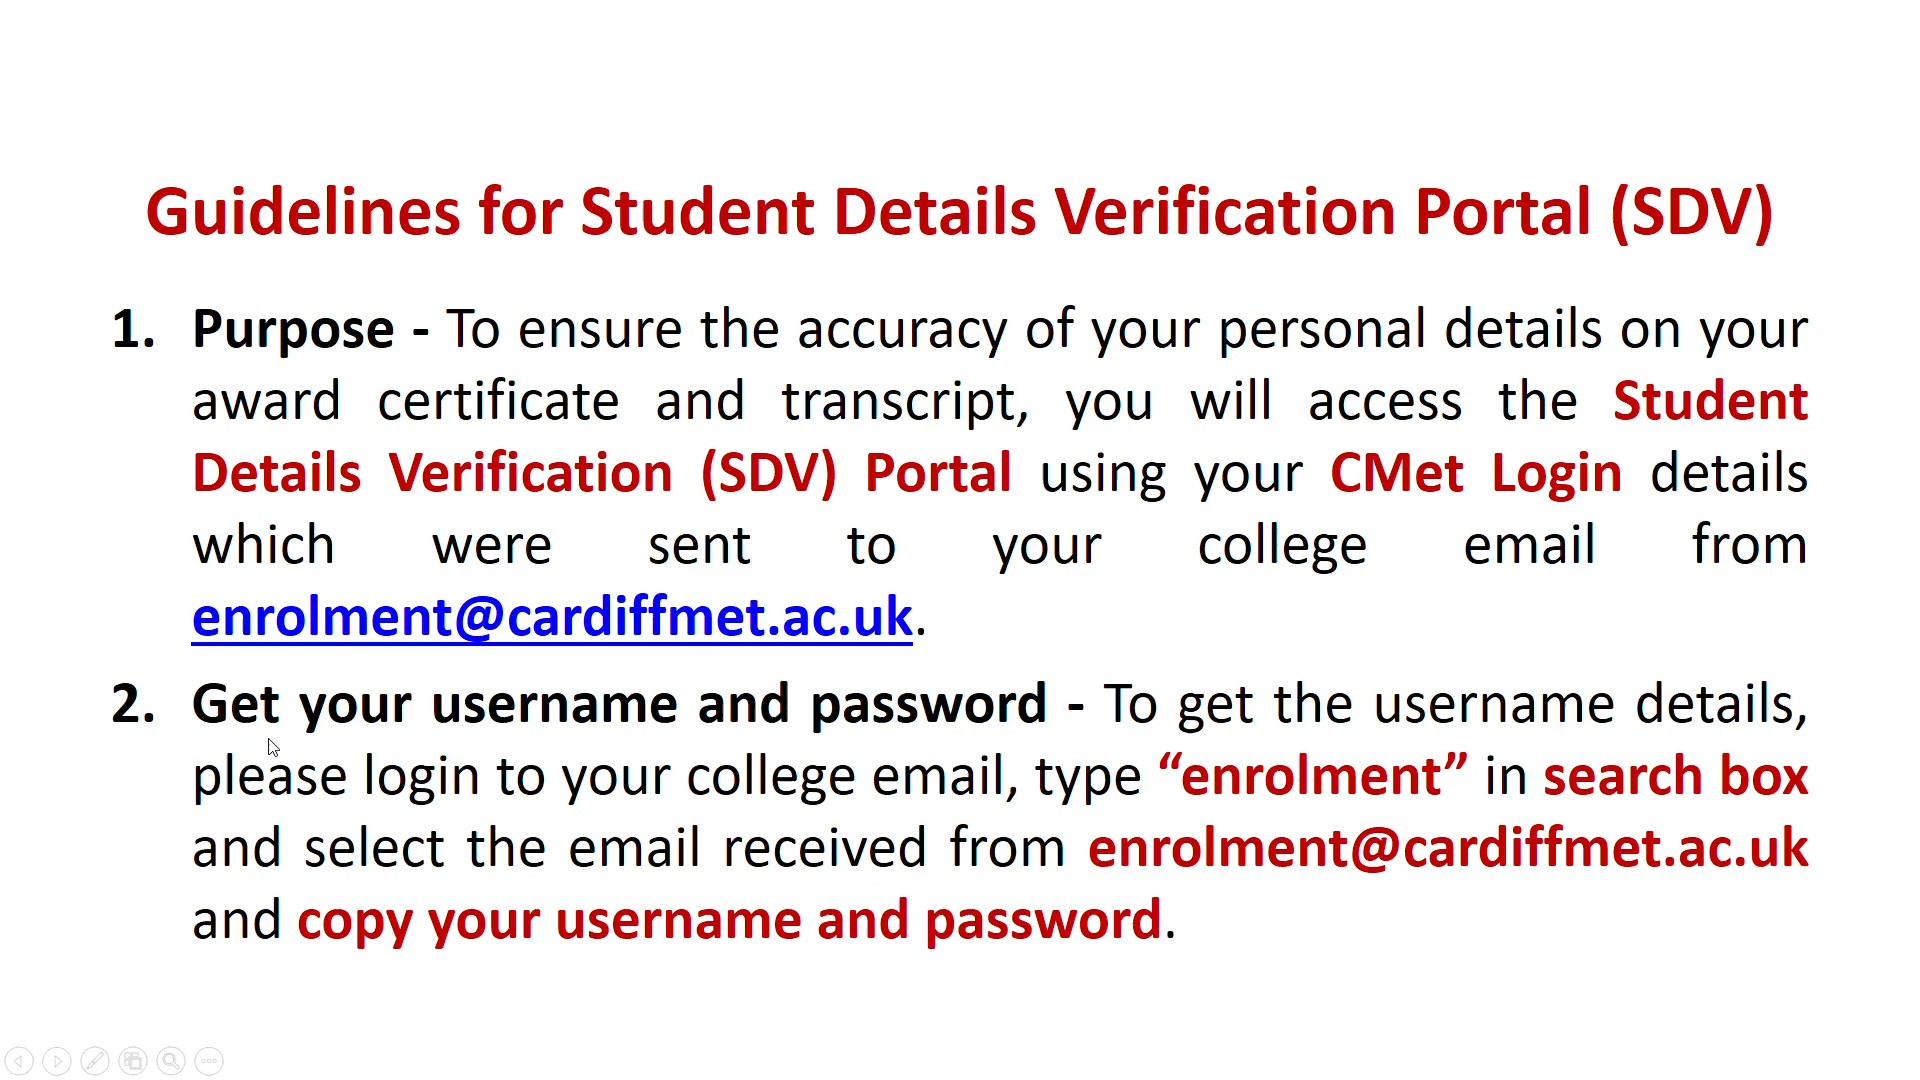 Guidelines for Student Details Verification Portal (SDV)
1. Purpose - To ensure the accuracy of your personal details on your
award certificate and transcript, you will access the Student
Details Verification (SDV) Portal using your CMet Login details
which were sent to your college email from
enrolment@cardiffmet.ac.uk.
2. Get your username and password - To get the username details,
please login to your college email, type “enrolment” in search box
and select the email received from enrolment@cardiffmet.ac.uk
and copy your username and password.